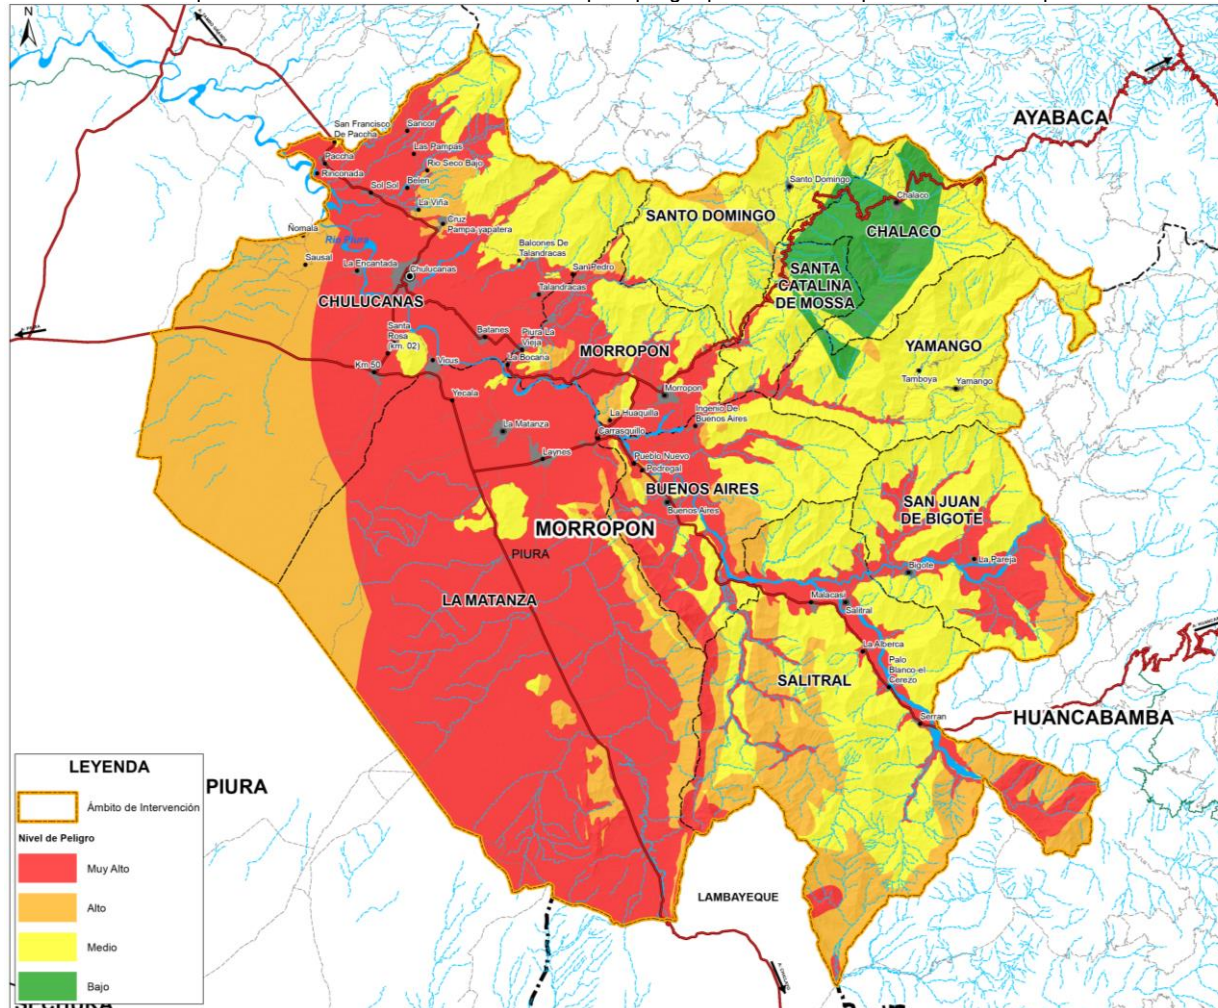 N
AYABACA
San Francisco
De Paccha
Sancor
Las Pampas
Paccha
Rinconada
Rio Seco Bajo
Sol Sol
Belen
La Viña
Cruz
Pampa yapatera
Santo Domingo
Chalaco
SANTO DOMINGO
CHALACO
Ñomala
Río Piura
Sausal
La Encantada
Chulucanas
Balcones De
Talandracas
San Pedro
Talandracas
SANTA
CATALINA
DE MOSSA
CHULUCANAS
Santa
Rosa
(km. 02)
Batanes
Piura La
Vieja
La Bocana
MORROPON
YAMANGO
Km 50
Vicus
Tamboya
Yamango
Yecala
Morropon
La Huaquilla
Ingenio De
Buenos Aires
La Matanza
Carrasquillo
Laynes
Pueblo Nuevo
Pedregal
BUENOS AIRES
Buenos Aires
SAN JUAN
DE BIGOTE
MORROPON
PIURA
La Pareja
Bigote
LA MATANZA
Malacasi
Salitral
La Alberca
Palo
Blanco el
Cerezo
SALITRAL
Serran
HUANCABAMBA
PIURA
LAMBAYEQUE
LEYENDA
Ámbito de Intervención
Nivel de Peligro
Muy Alto
Alto
Medio
Bajo